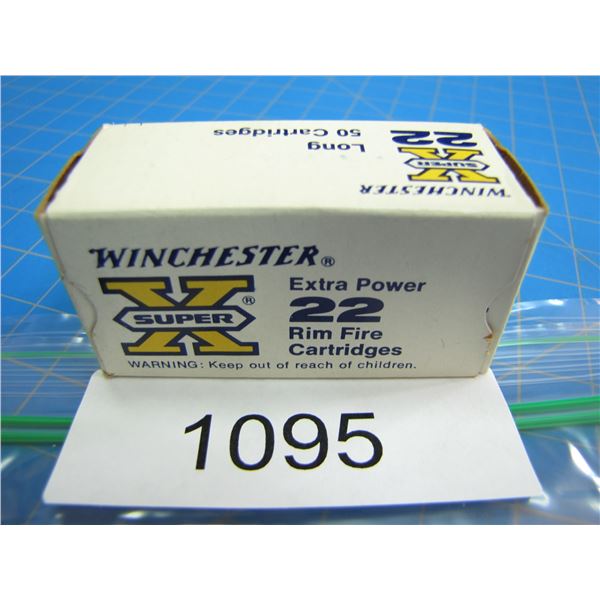 50 Cartridges
Long
22
SUPER X
WINCHESTER
WINCHESTER®
SUPER X®
Extra Power
22
Rim Fire
Cartridges
WARNING: Keep out of reach of children.
1095